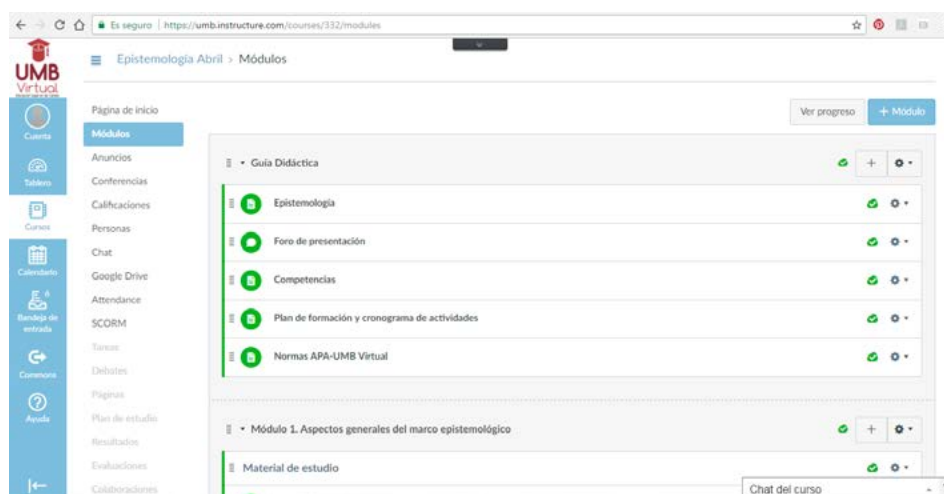 Es seguro | https://umb.instructure.com/courses/332/modules
UMB
Virtual
Epistemología Abril > Módulos
Cuenta
Tablero
Cursos
Calendario
Bandeja de
entrada
Commons
Ayuda
Página de inicio
Módulos
Anuncios
Conferencias
Calificaciones
Personas
Chat
Google Drive
Attendance
SCORM
Tareas
Debates
Páginas
Plan de estudio
Resultados
Evaluaciones
Colaboraciones
Ver progreso
+ Módulo
Guía Didáctica
Epistemología
Foro de presentación
Competencias
Plan de formación y cronograma de actividades
Normas APA-UMB Virtual
Módulo 1. Aspectos generales del marco epistemológico
Material de estudio
Chat del curso